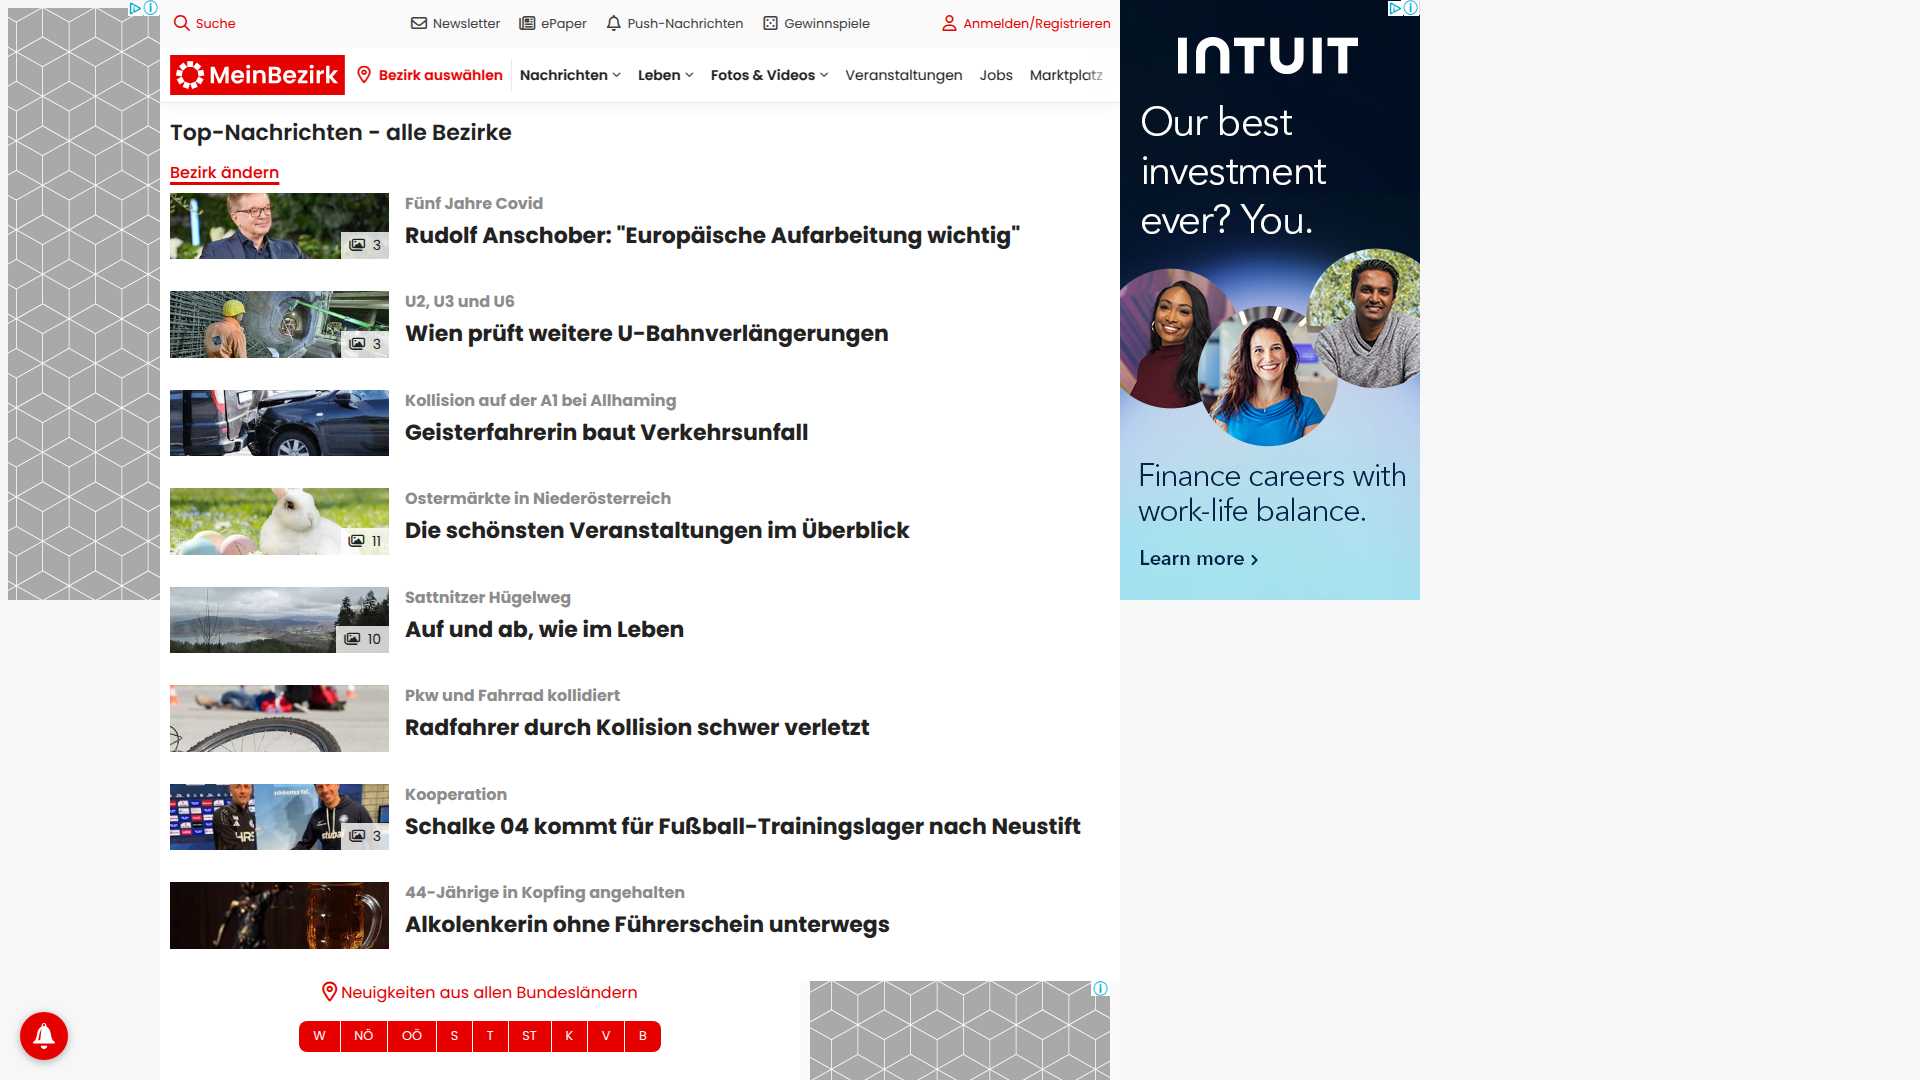 Suche
Newsletter
ePaper
Push-Nachrichten
Gewinnspiele
Anmelden/Registrieren
MeinBezirk
Bezirk auswählen
Nachrichten
Leben
Fotos & Videos
Veranstaltungen
Jobs
Marktplatz
Top-Nachrichten - alle Bezirke
Bezirk ändern
3
Fünf Jahre Covid
Rudolf Anschober: "Europäische Aufarbeitung wichtig"
3
U2, U3 und U6
Wien prüft weitere U-Bahnverlängerungen
Kollision auf der A1 bei Allhaming
Geisterfahrerin baut Verkehrsunfall
11
Ostermärkte in Niederösterreich
Die schönsten Veranstaltungen im Überblick
10
Sattnitzer Hügelweg
Auf und ab, wie im Leben
Pkw und Fahrrad kollidiert
Radfahrer durch Kollision schwer verletzt
3
Kooperation
Schalke 04 kommt für Fußball-Trainingslager nach Neustift
44-Jährige in Kopfing angehalten
Alkolenkerin ohne Führerschein unterwegs
Neuigkeiten aus allen Bundesländern
W NÖ OÖ S T ST K V B
INTUIT
Our best
investment
ever? You.
Finance careers with
work-life balance.
Learn more >